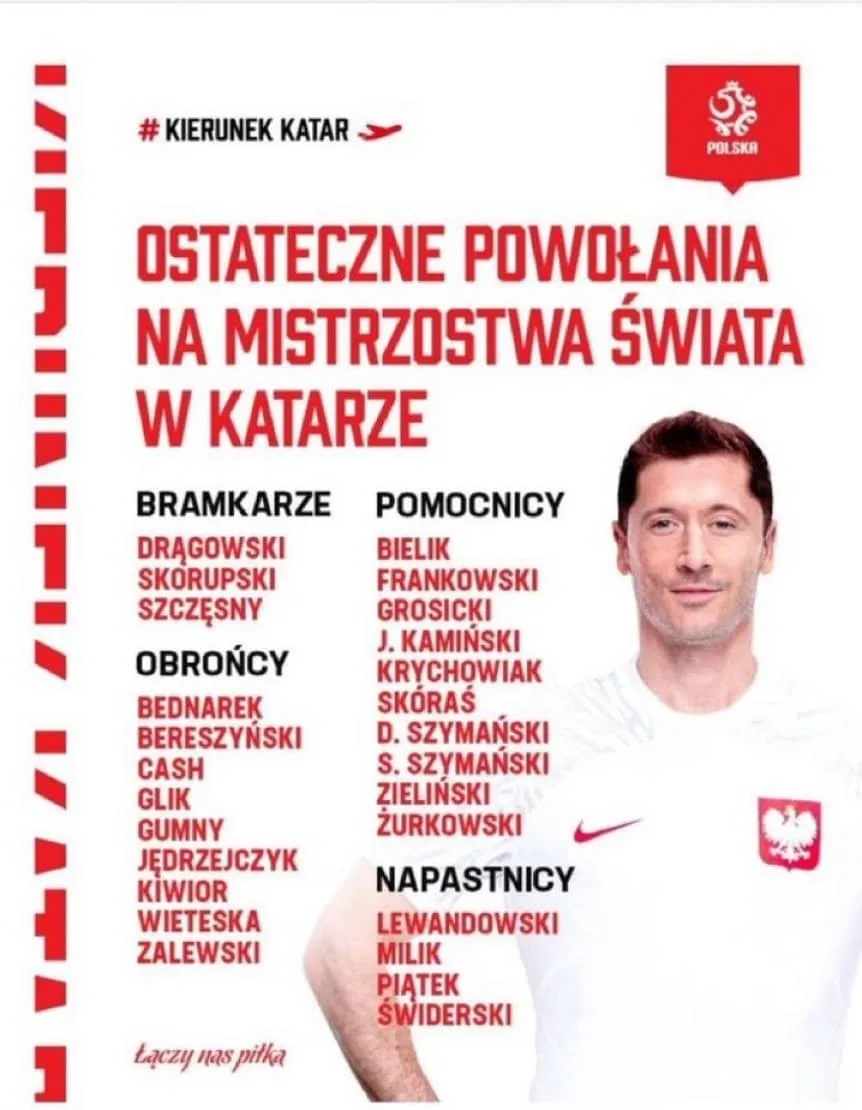 # KIERUNEK KATAR
POLSKA
OSTATECZNE POWOŁANIA
NA MISTRZOSTWA ŚWIATA
W KATARZE
BRAMKARZE
DRĄGOWSKI
SKORUPSKI
SZCZĘSNY
OBROŃCY
BEDNAREK
BERESZYŃSKI
CASH
GLIK
GUMNY
JĘDRZEJCZYK
KIWIOR
WIETESKA
ZALEWSKI
POMOCNICY
BIELIK
FRANKOWSKI
GROSICKI
J. KAMIŃSKI
KRYCHOWIAK
SKÓRAŚ
D. SZYMAŃSKI
S. SZYMAŃSKI
ZIELIŃSKI
ŻURKOWSKI
NAPASTNICY
LEWANDOWSKI
MILIK
PIĄTEK
ŚWIDERSKI
Łączy nas piłka